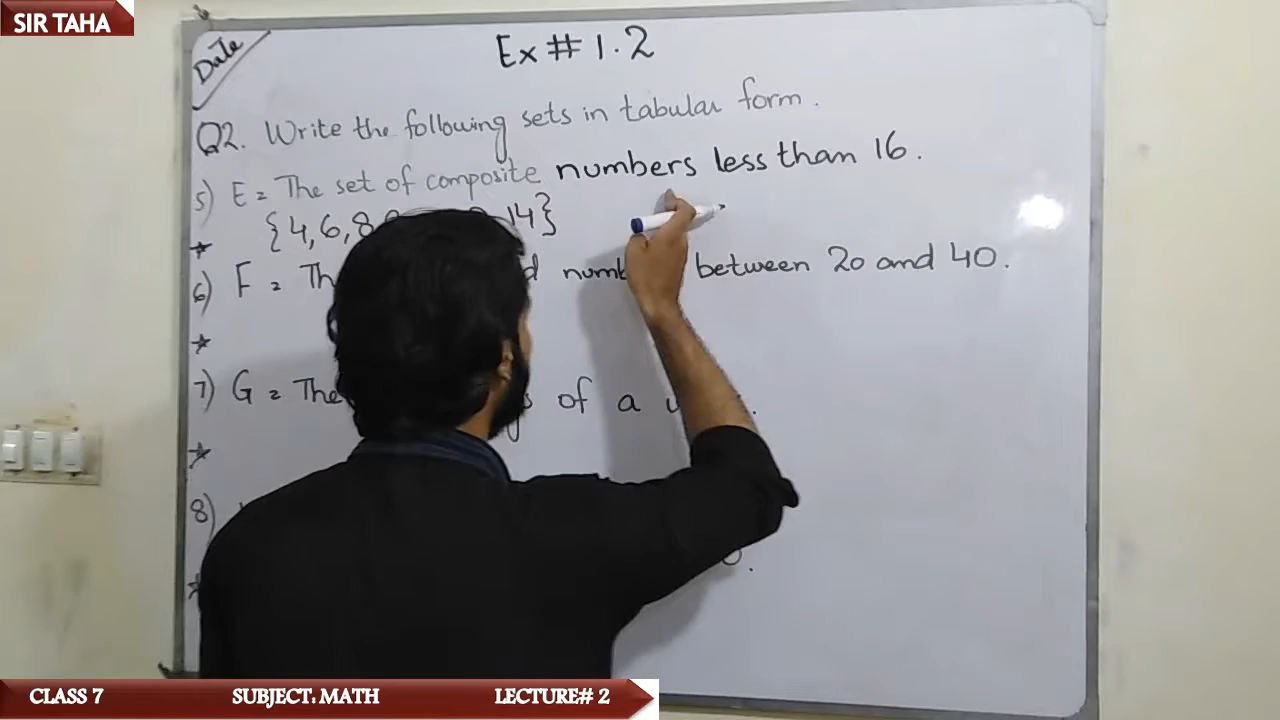 SIR TAHA
Date
Ex # 1.2
Q2. Write the following sets in tabular form.
5) E = The set of composite numbers less than 16.
{4,6,8 14}
6) F = between 20 and 40.
7) G = The of a
8)
CLASS 7 SUBJECT: MATH LECTURE# 2